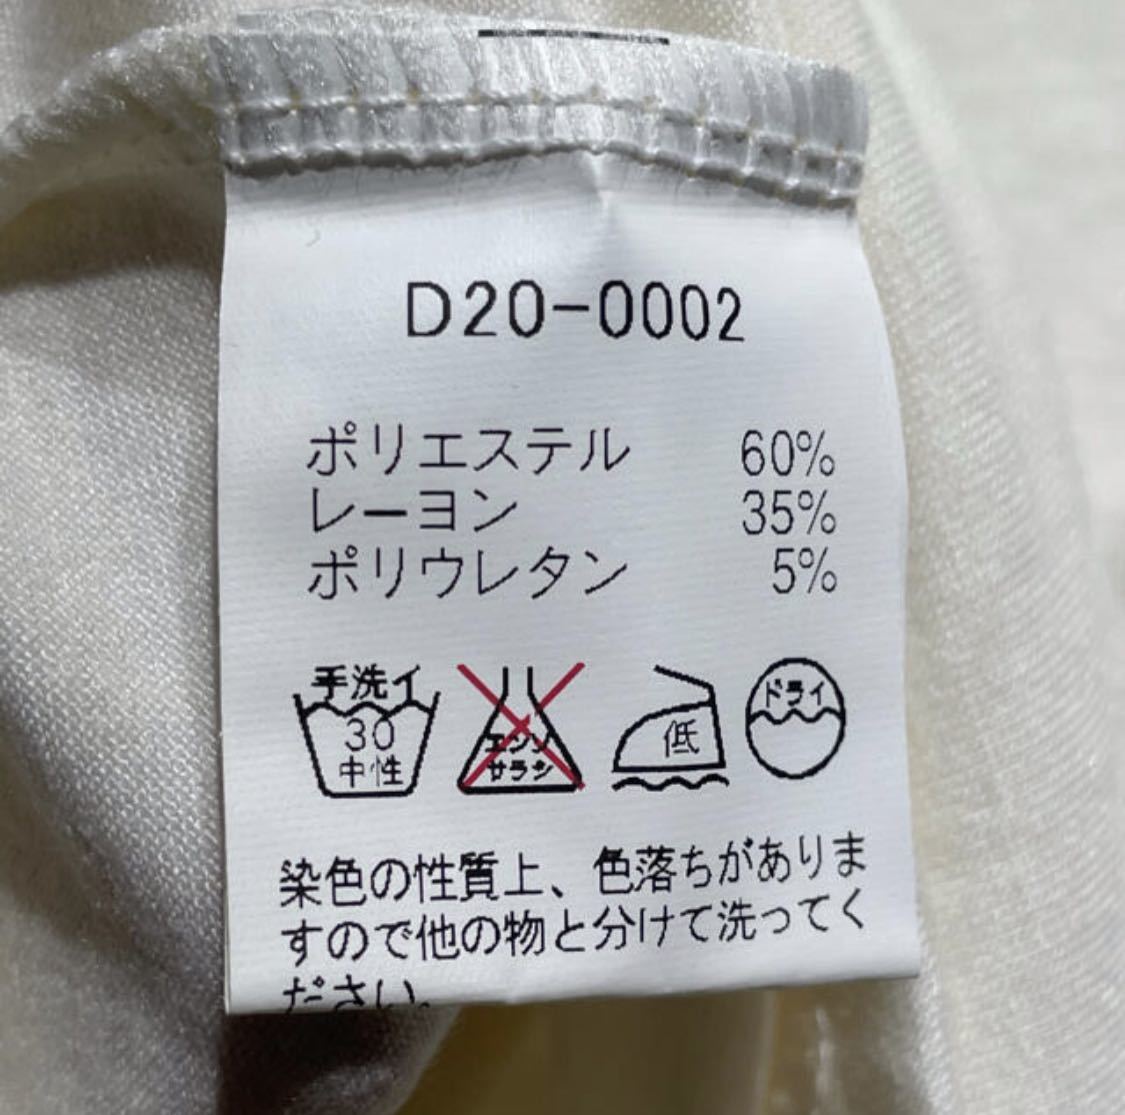 D20-0002
ポリエステル 60%
レーヨン 35%
ポリウレタン 5%
手洗イ
30
中性
エンソ
サラシ
低
ドライ
染色の性質上、色落ちがありま
すので他の物と分けて洗ってく
ださい。